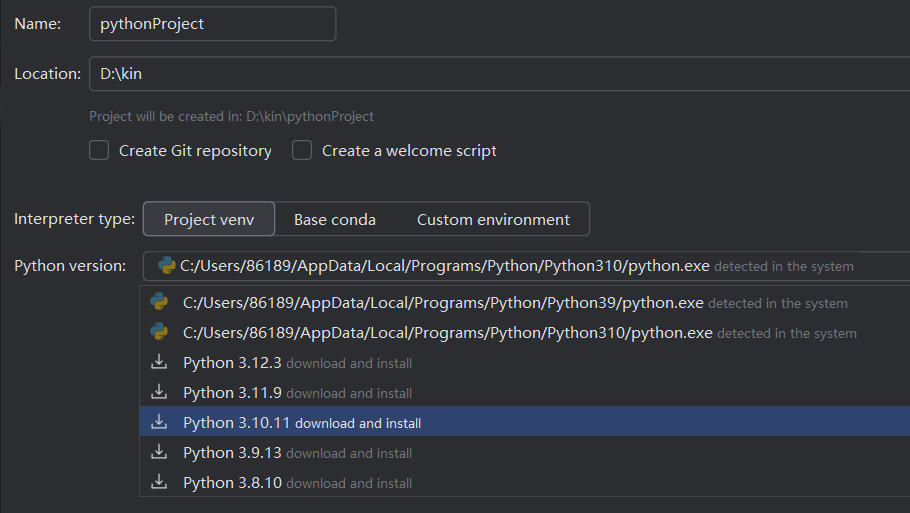 Name: pythonProject
Location: D:\kin
Project will be created in: D:\kin\pythonProject
Create Git repository Create a welcome script
Interpreter type: Project venv Base conda Custom environment
Python version: C:/Users/86189/AppData/Local/Programs/Python/Python310/python.exe detected in the system
C:/Users/86189/AppData/Local/Programs/Python/Python39/python.exe detected in the system
C:/Users/86189/AppData/Local/Programs/Python/Python310/python.exe detected in the system
Python 3.12.3 download and install
Python 3.11.9 download and install
Python 3.10.11 download and install
Python 3.9.13 download and install
Python 3.8.10 download and install